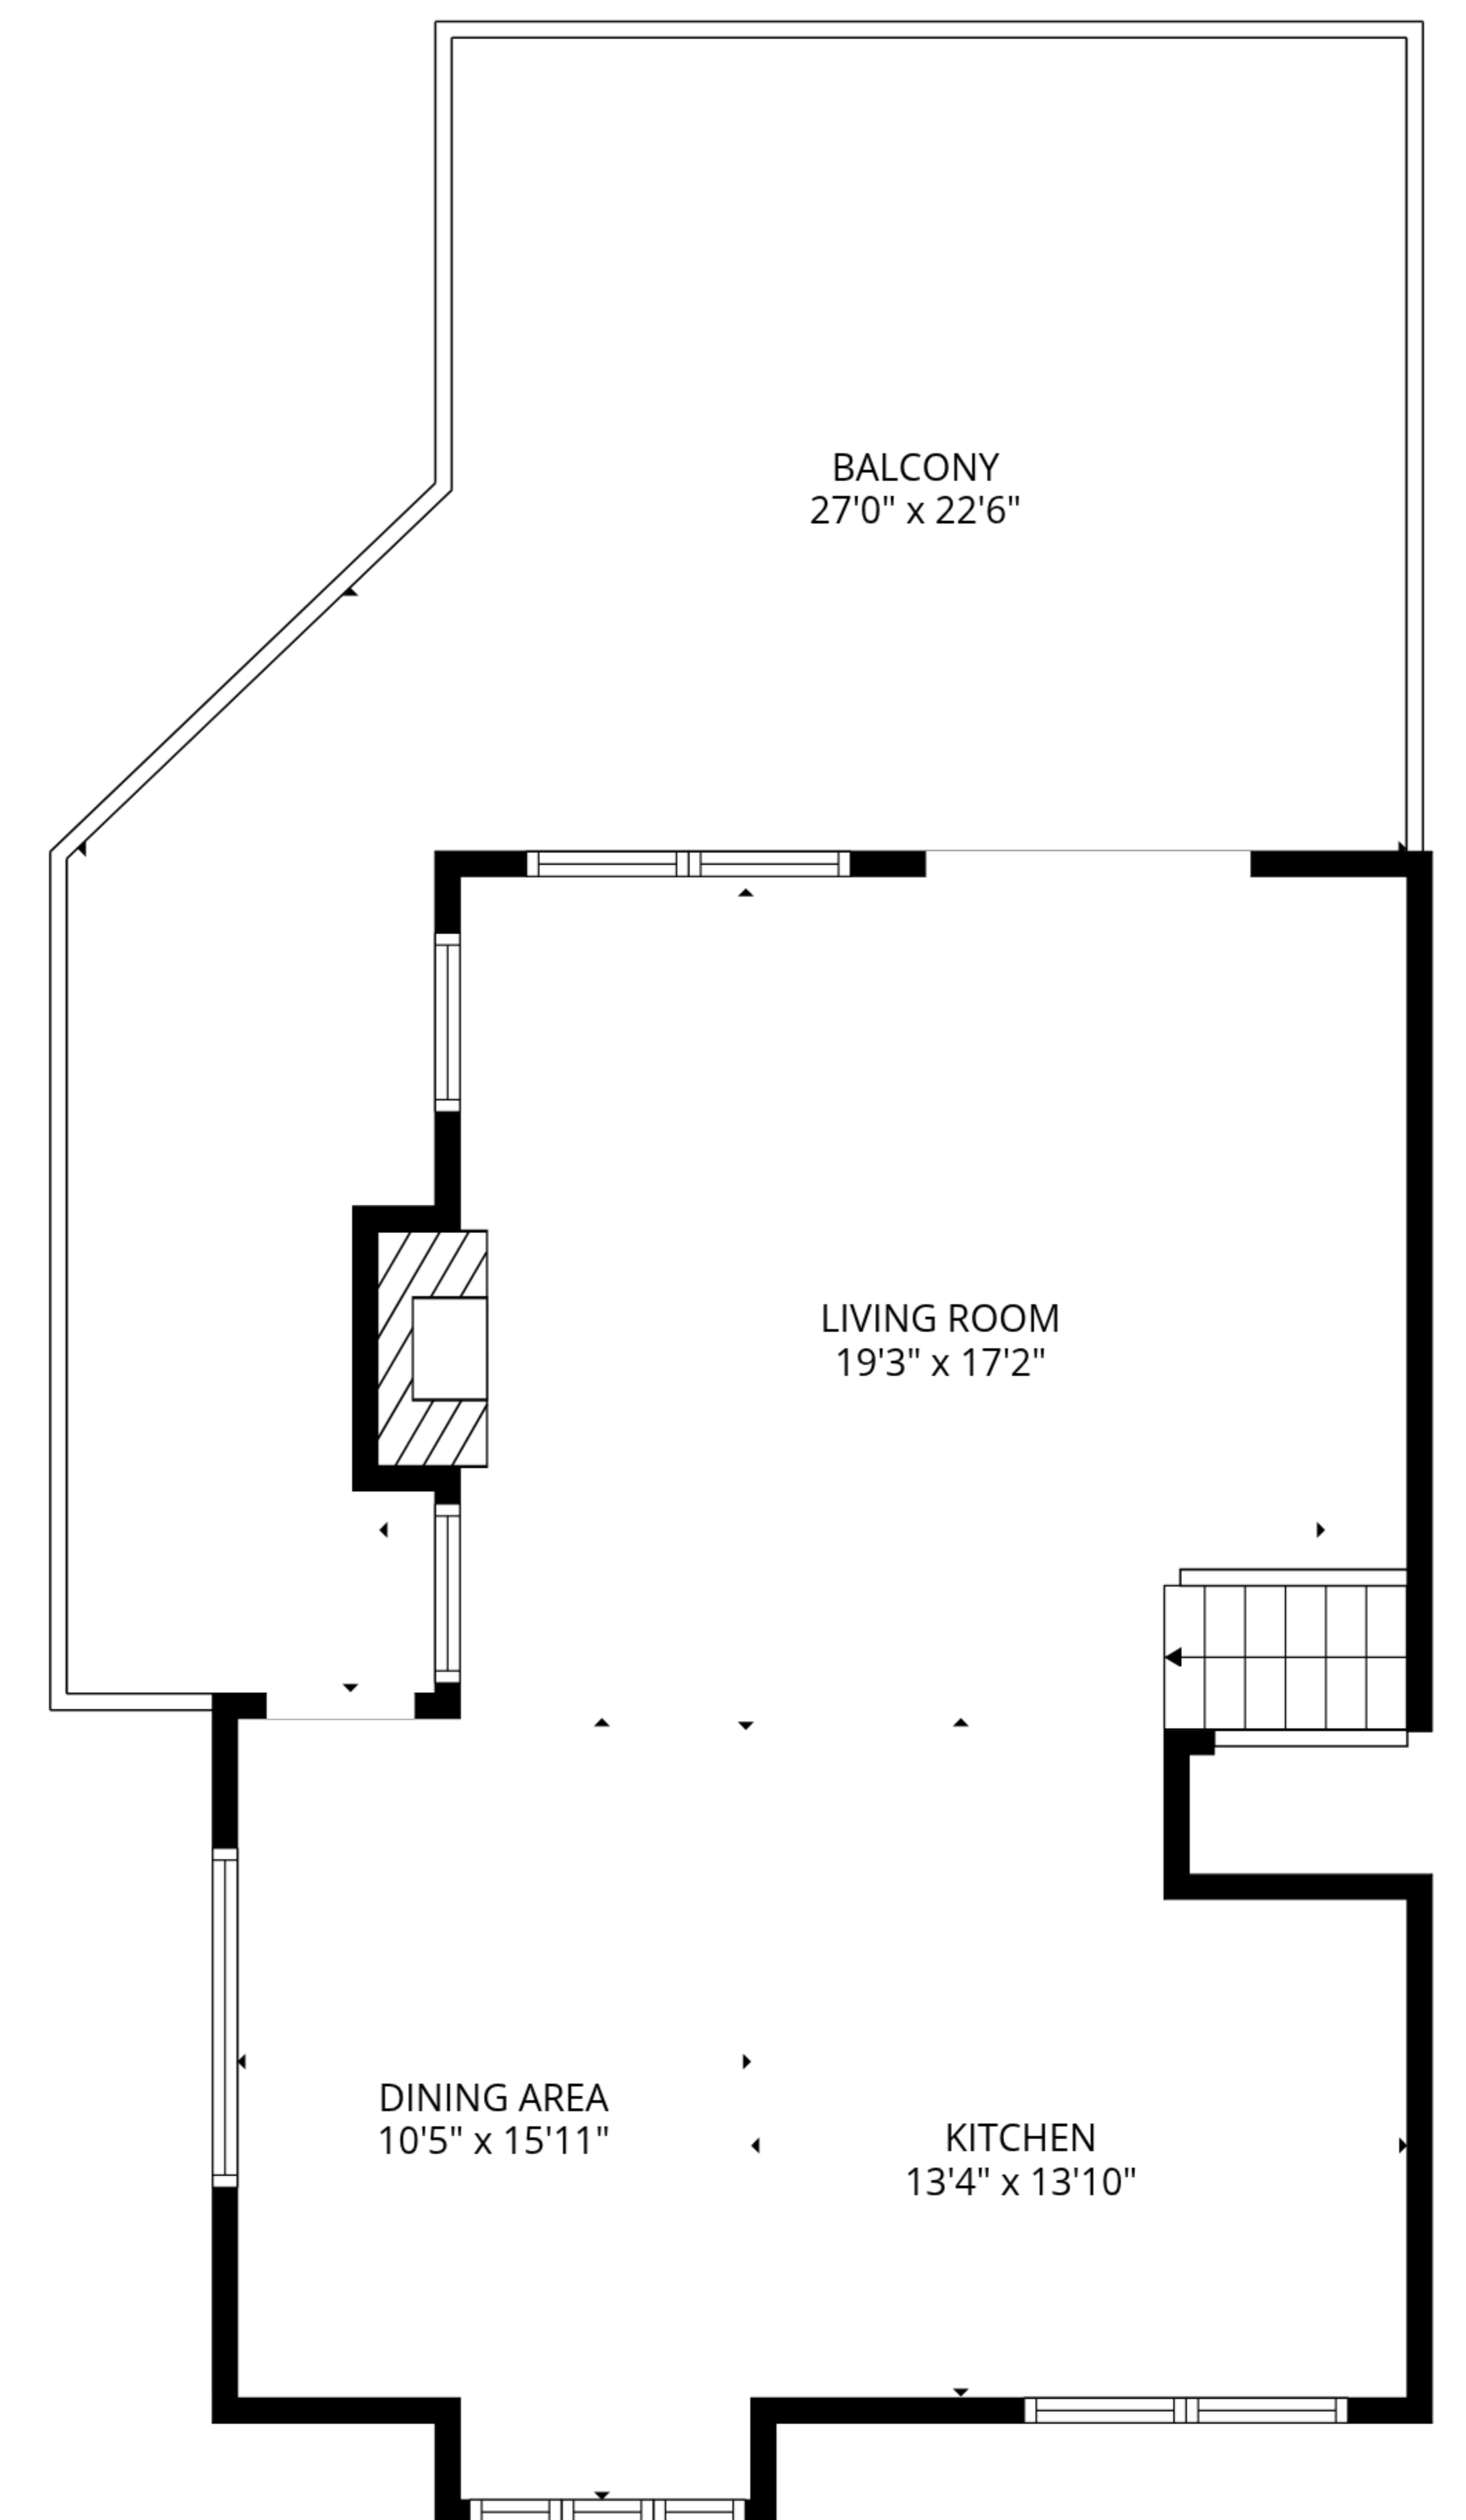 BALCONY
27'0" x 22'6"
LIVING ROOM
19'3" x 17'2"
DINING AREA
10'5" x 15'11"
KITCHEN
13'4" x 13'10"